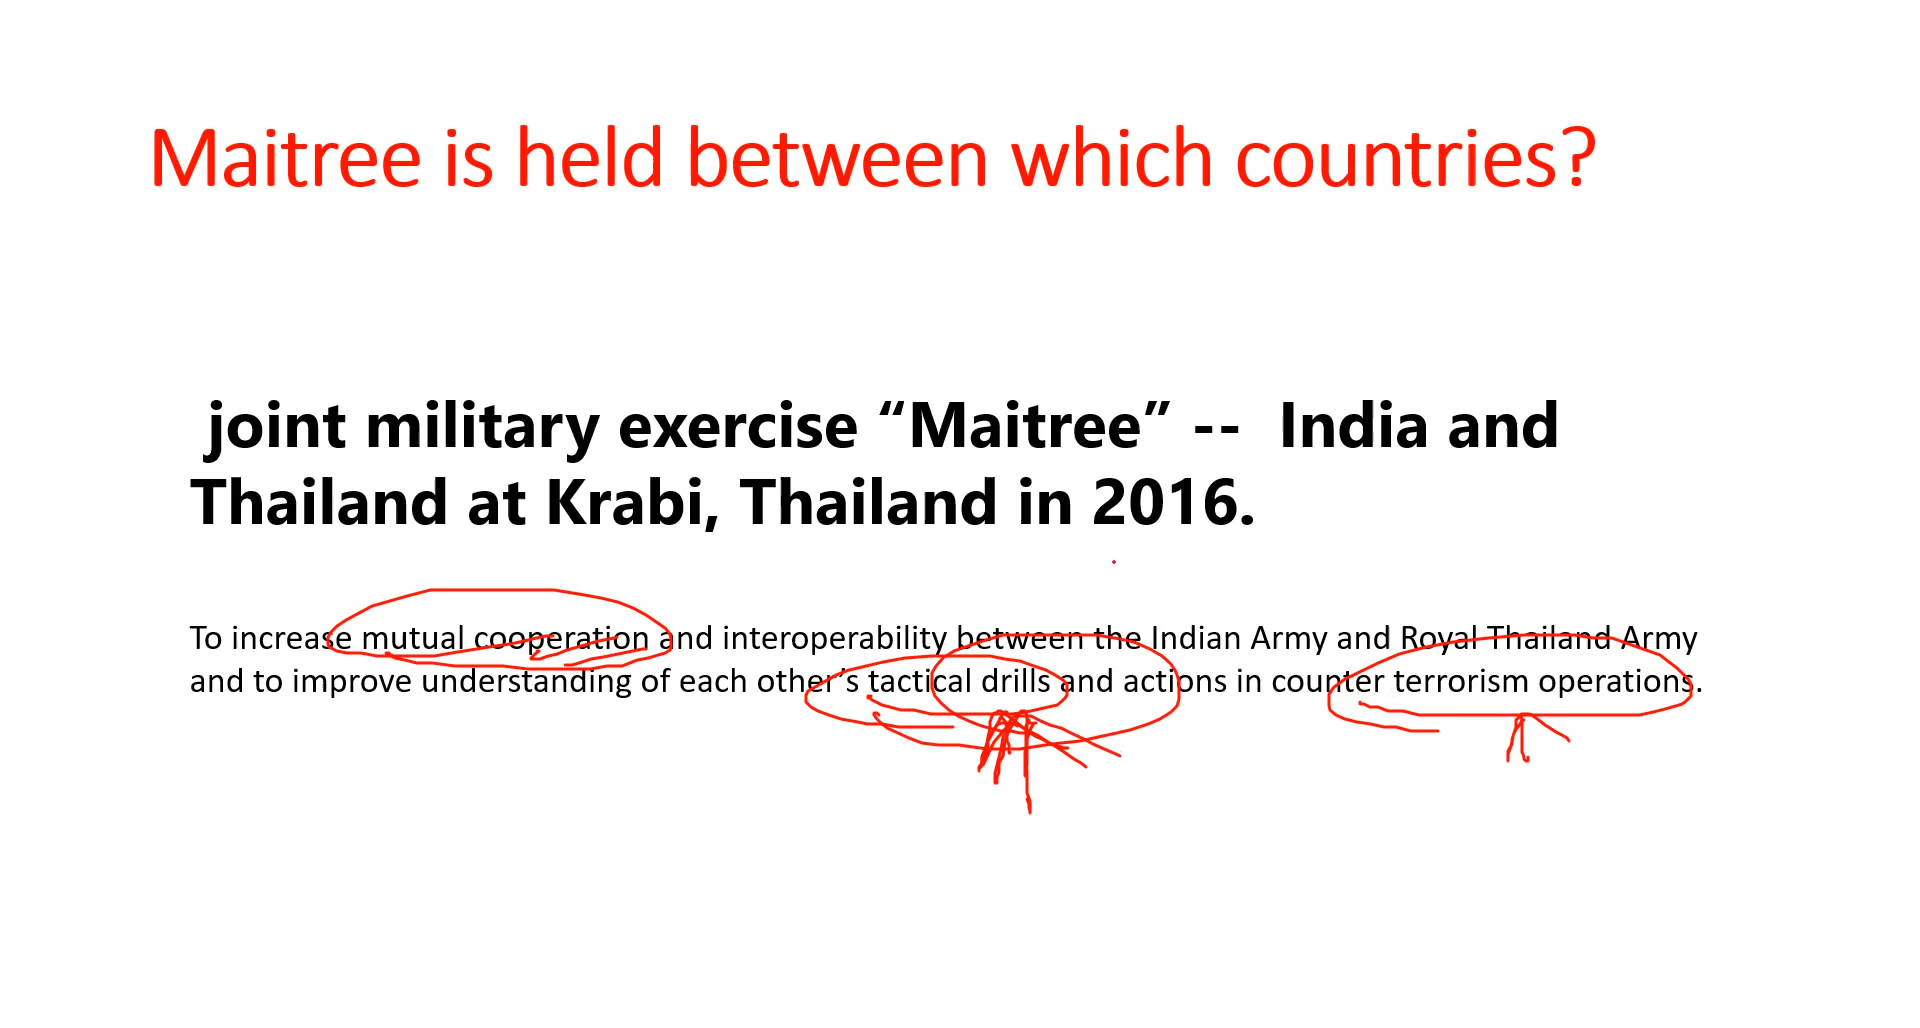 Maitree is held between which countries?
joint military exercise “Maitree” -- India and
Thailand at Krabi, Thailand in 2016.
To increase mutual cooperation and interoperability between the Indian Army and Royal Thailand Army
and to improve understanding of each other’s tactical drills and actions in counter terrorism operations.